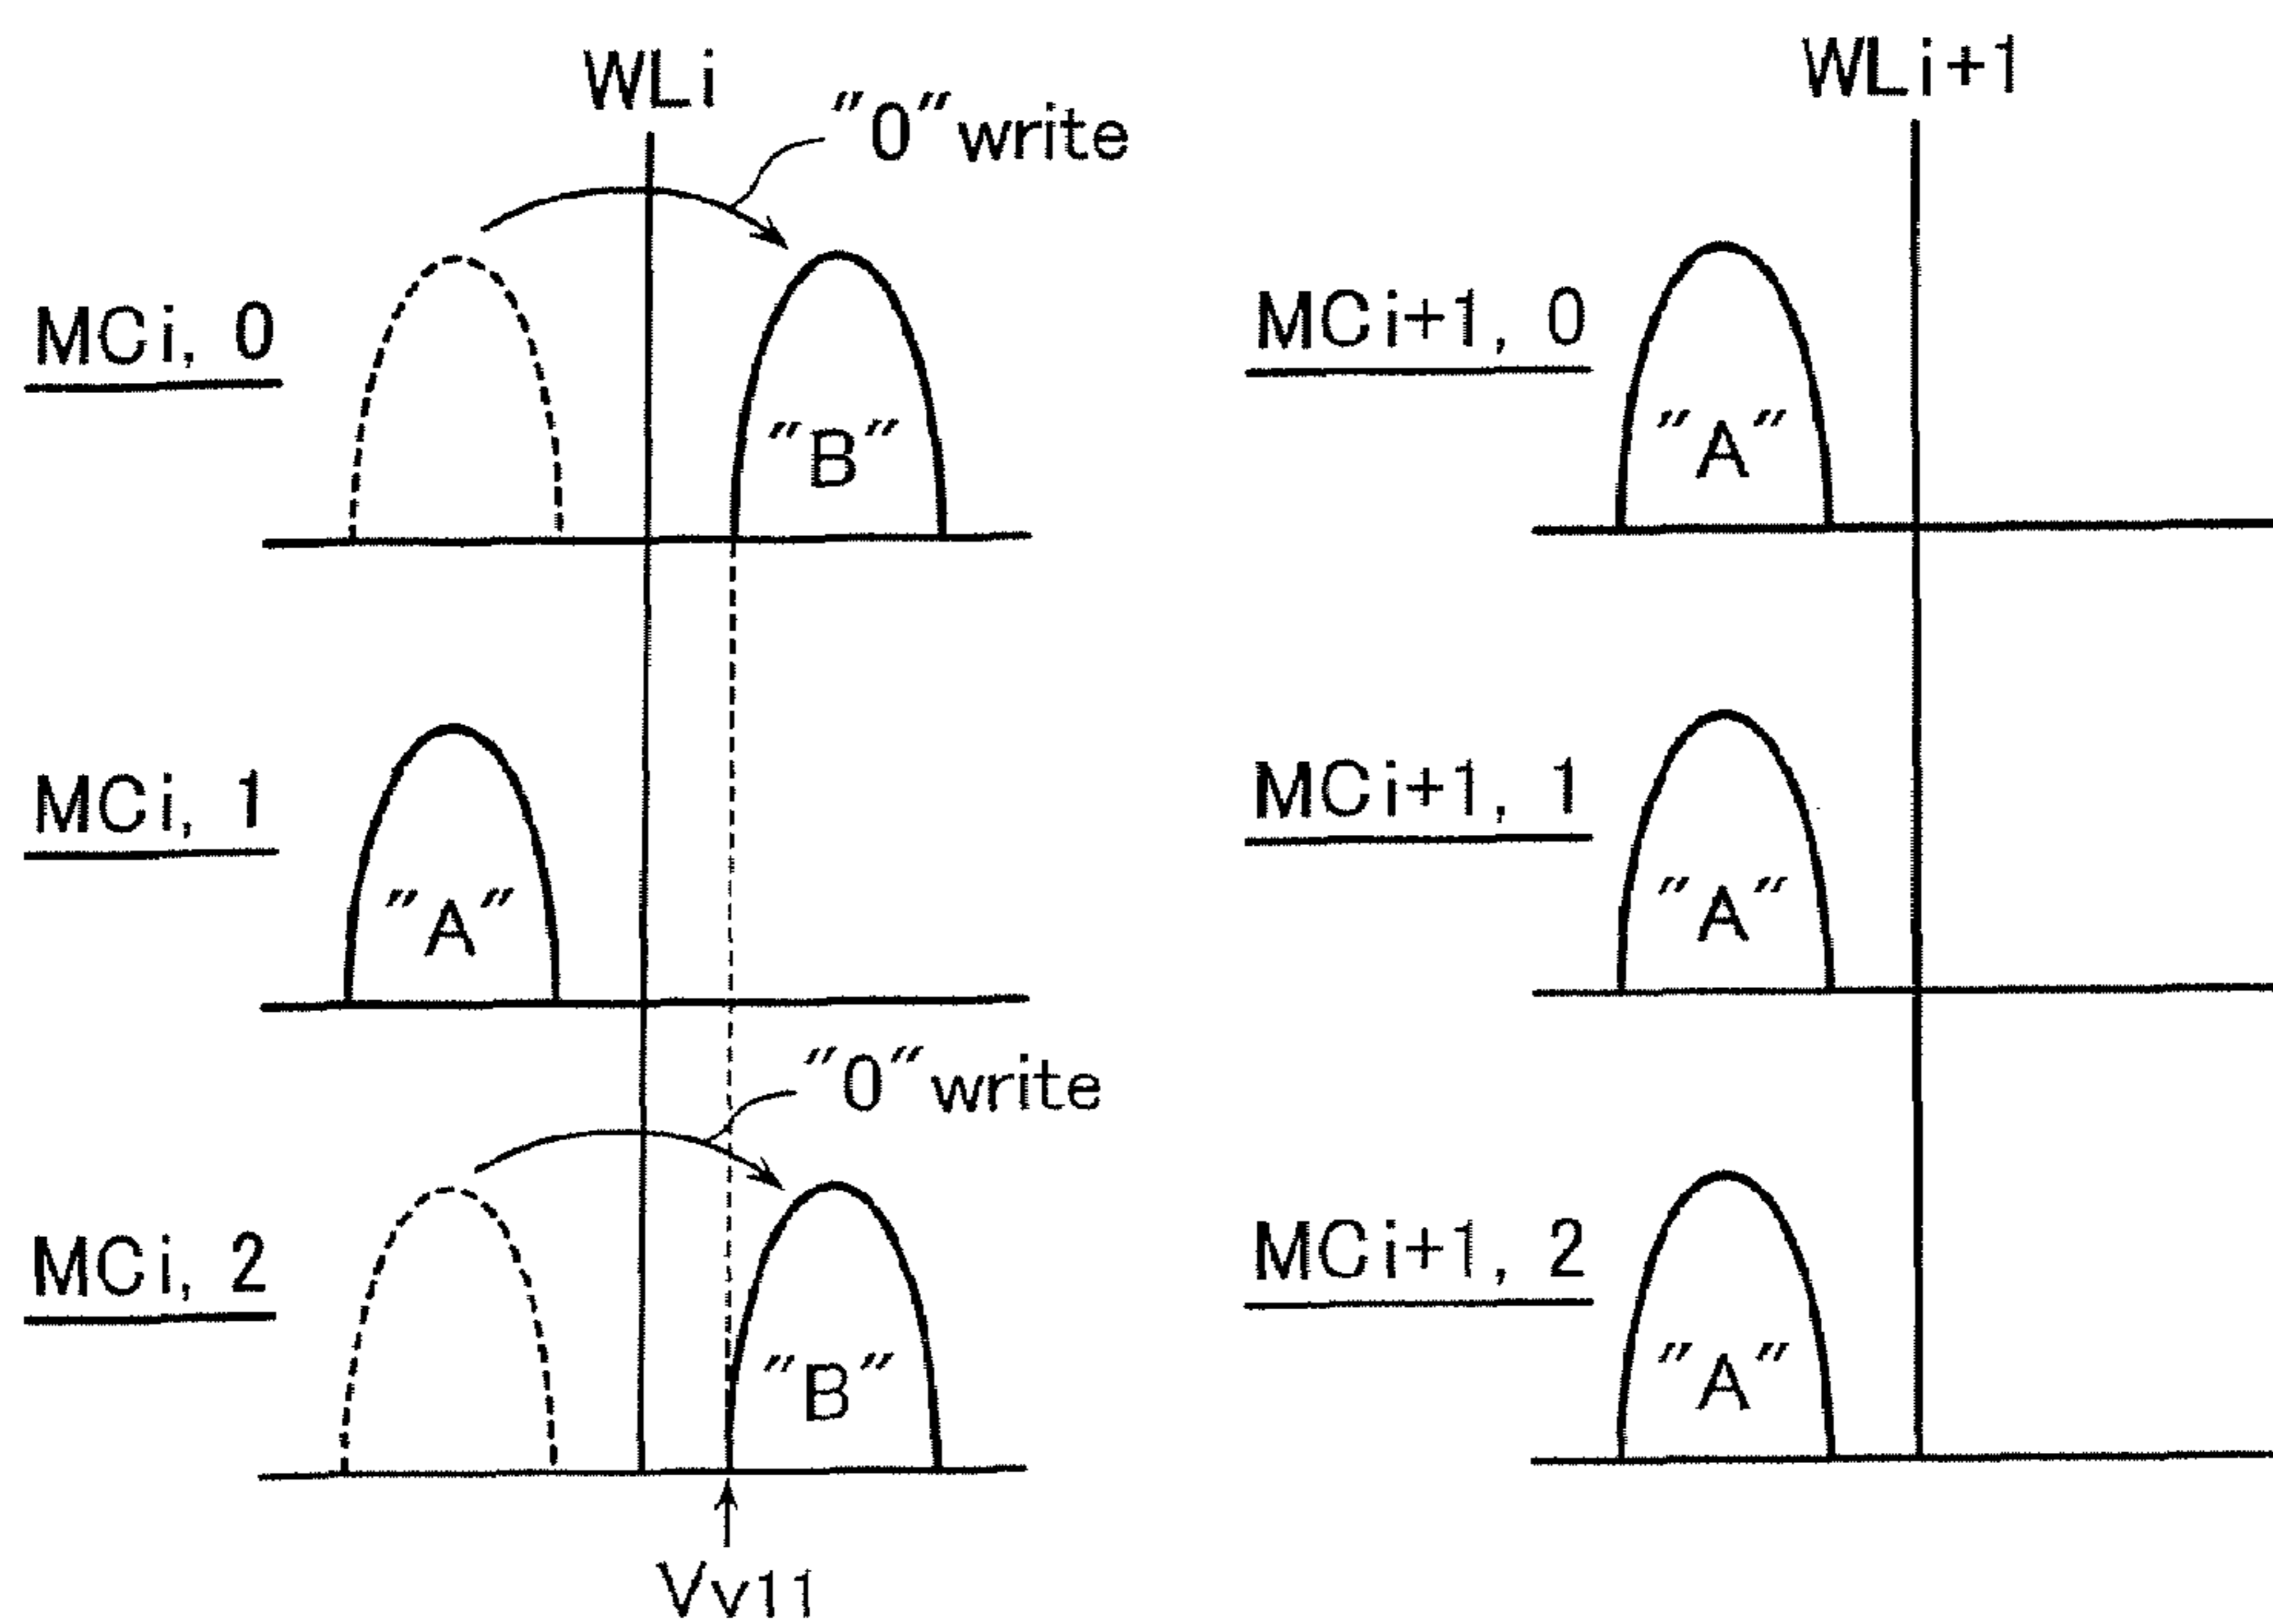 WLi
"0"write
MCi, 0
"B"
MCi, 1
"A"
"0"write
MCi, 2
"B"
Vv11
WLi+1
MCi+1, 0
"A"
MCi+1, 1
"A"
MCi+1, 2
"A"